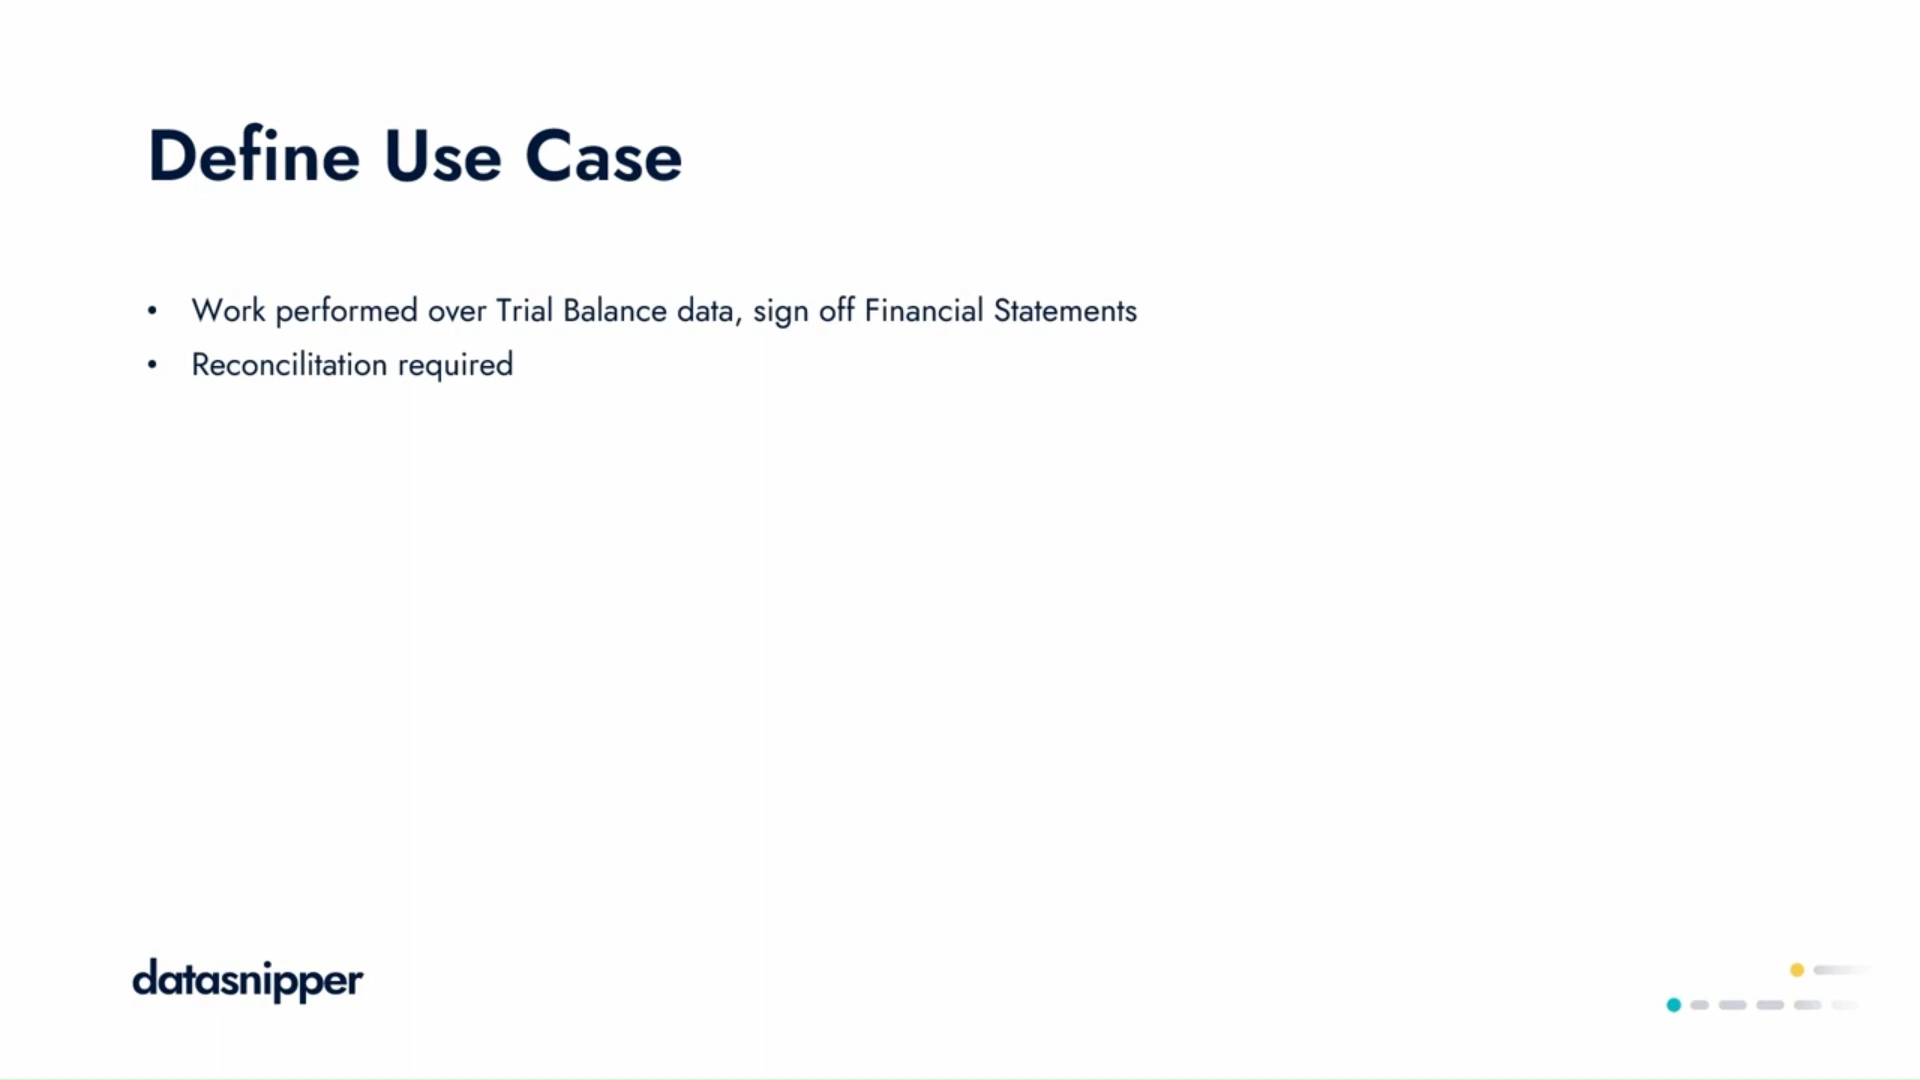 Define Use Case
• Work performed over Trial Balance data, sign off Financial Statements
• Reconcilitation required
datasnipper